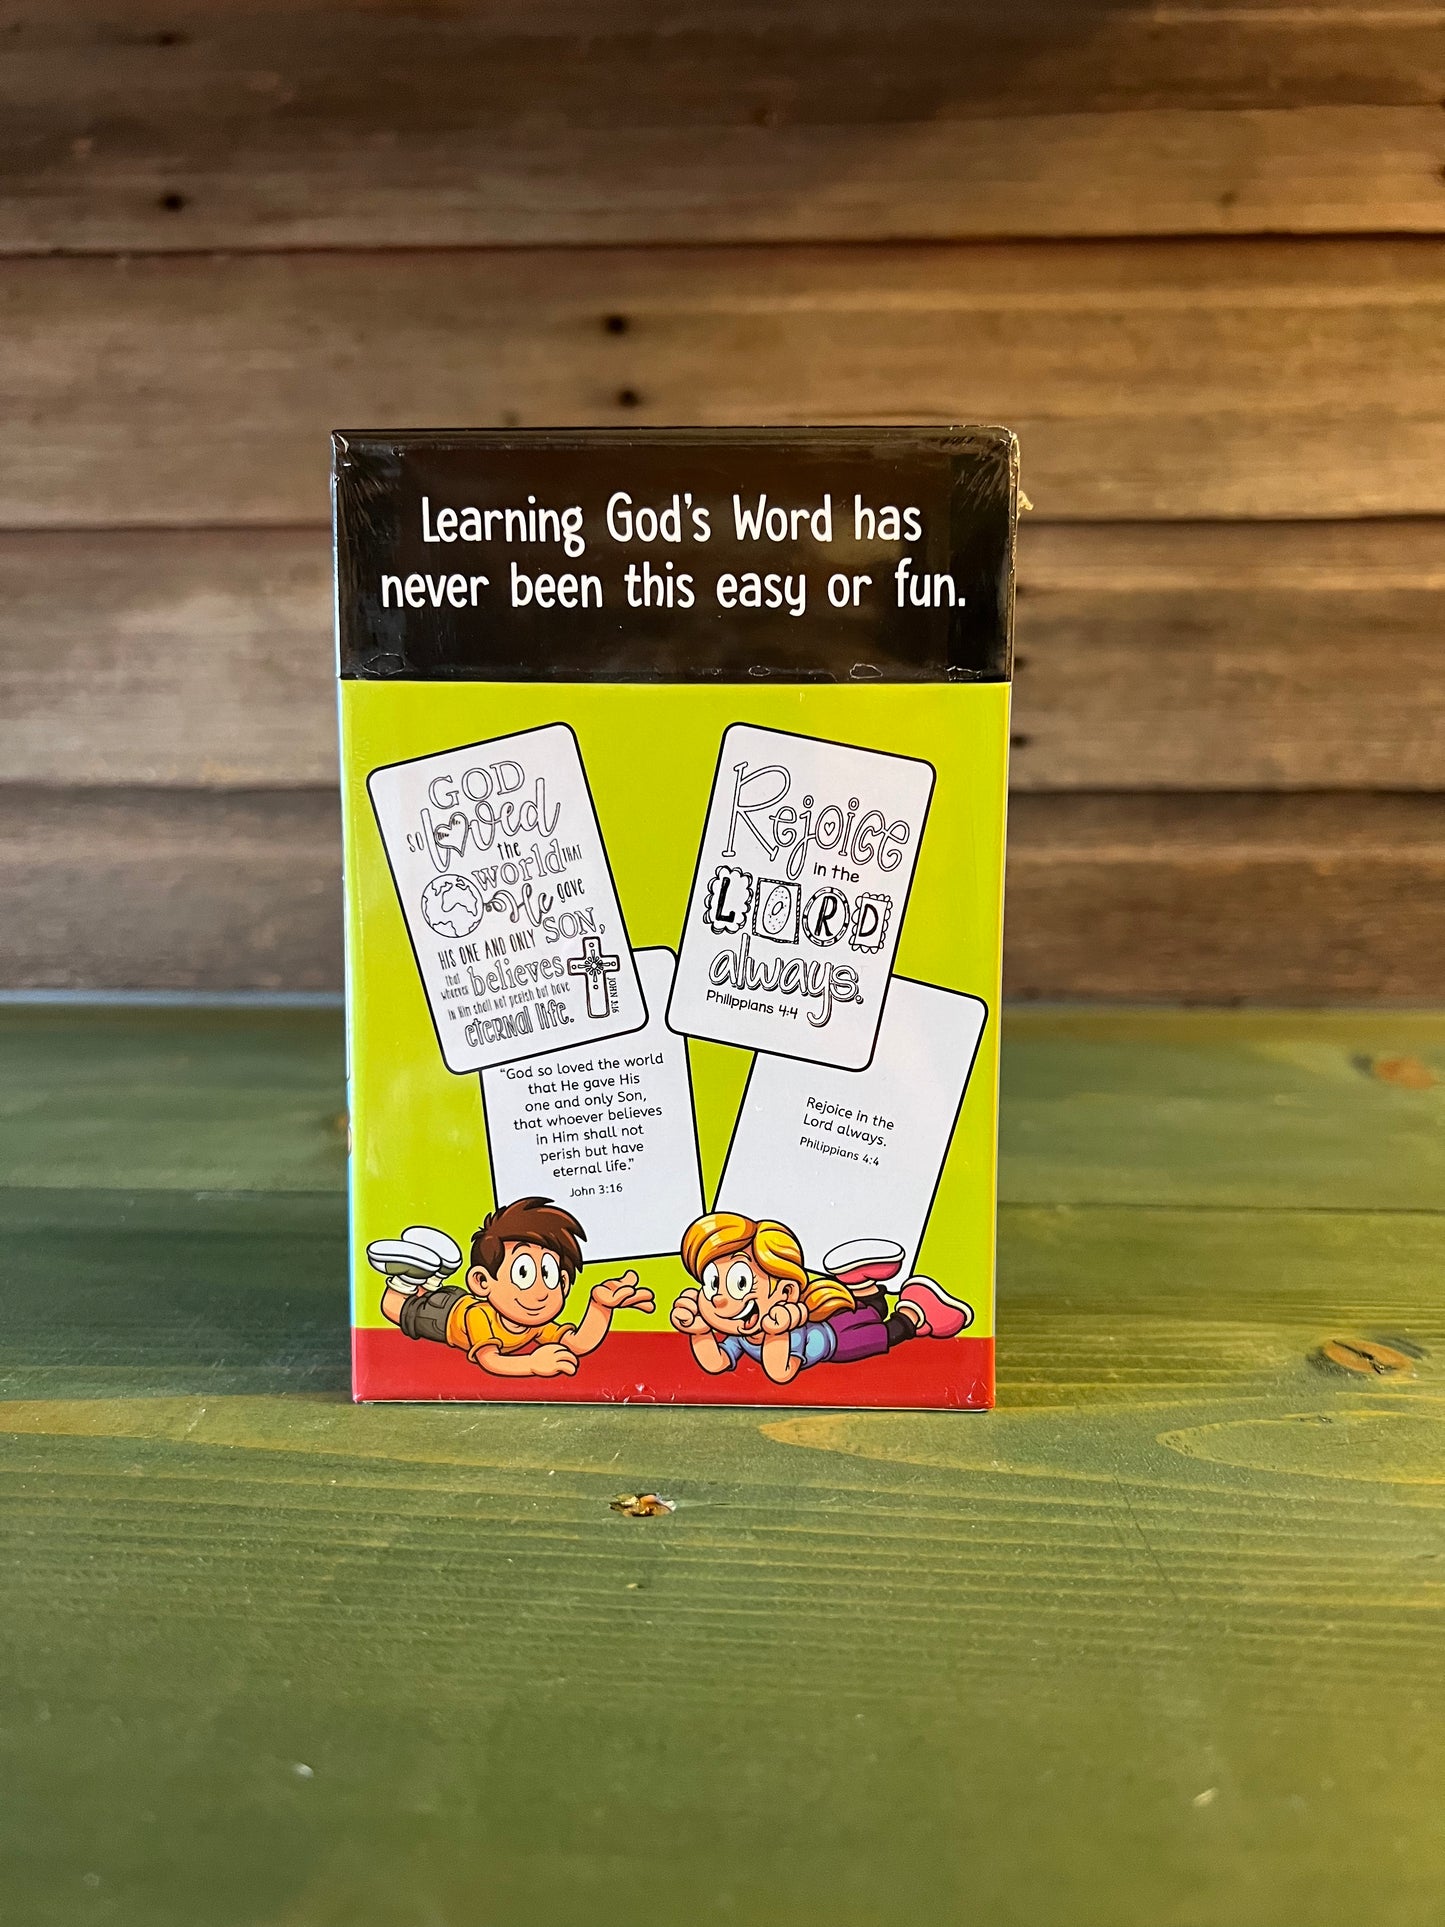 Learning God's Word has
never been this easy or fun.
GOD
so loved
the
world THAT
He gave
HIS ONE AND ONLY SON,
that
whoever believes
in Him shall not perish but have
eternal life.
JOHN 3:16
"God so loved the world
that He gave His
one and only Son,
that whoever believes
in Him shall not
perish but have
eternal life."
John 3:16
Rejoice
in the
LORD
always.
Philippians 4:4
Rejoice in the
Lord always.
Philippians 4:4